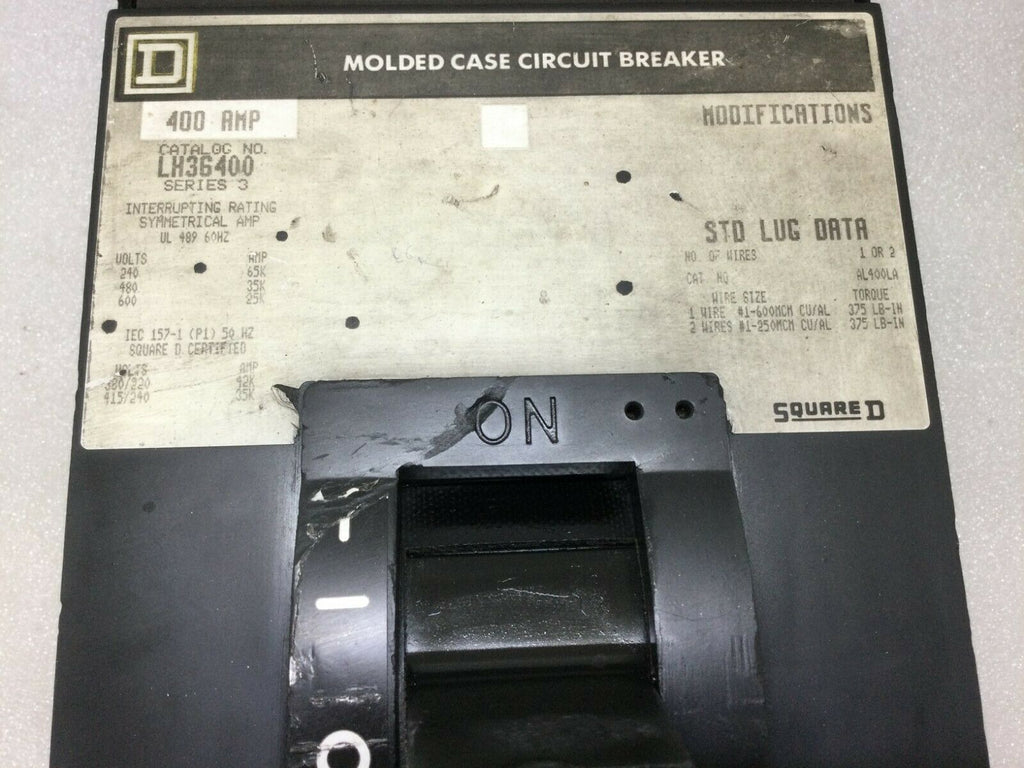 D
MOLDED CASE CIRCUIT BREAKER
400 AMP
CATALOG NO.
LH36400
SERIES 3
INTERRUPTING RATING
SYMMETRICAL AMP
UL 489 60HZ
VOLTS AMP
240 65K
480 35K
600 25K
IEC 157-1 (P1) 50 HZ
SQUARE D CERTIFIED
VOLTS AMP
380/220 42K
415/240 35K
MODIFICATIONS
STD LUG DATA
NO. OF WIRES 1 OR 2
CAT. NO AL400LA
WIRE SIZE TORQUE
1 WIRE #1-600MCM CU/AL 375 LB-IN
2 WIRES #1-250MCM CU/AL 375 LB-IN
SQUARE D
ON
I
O